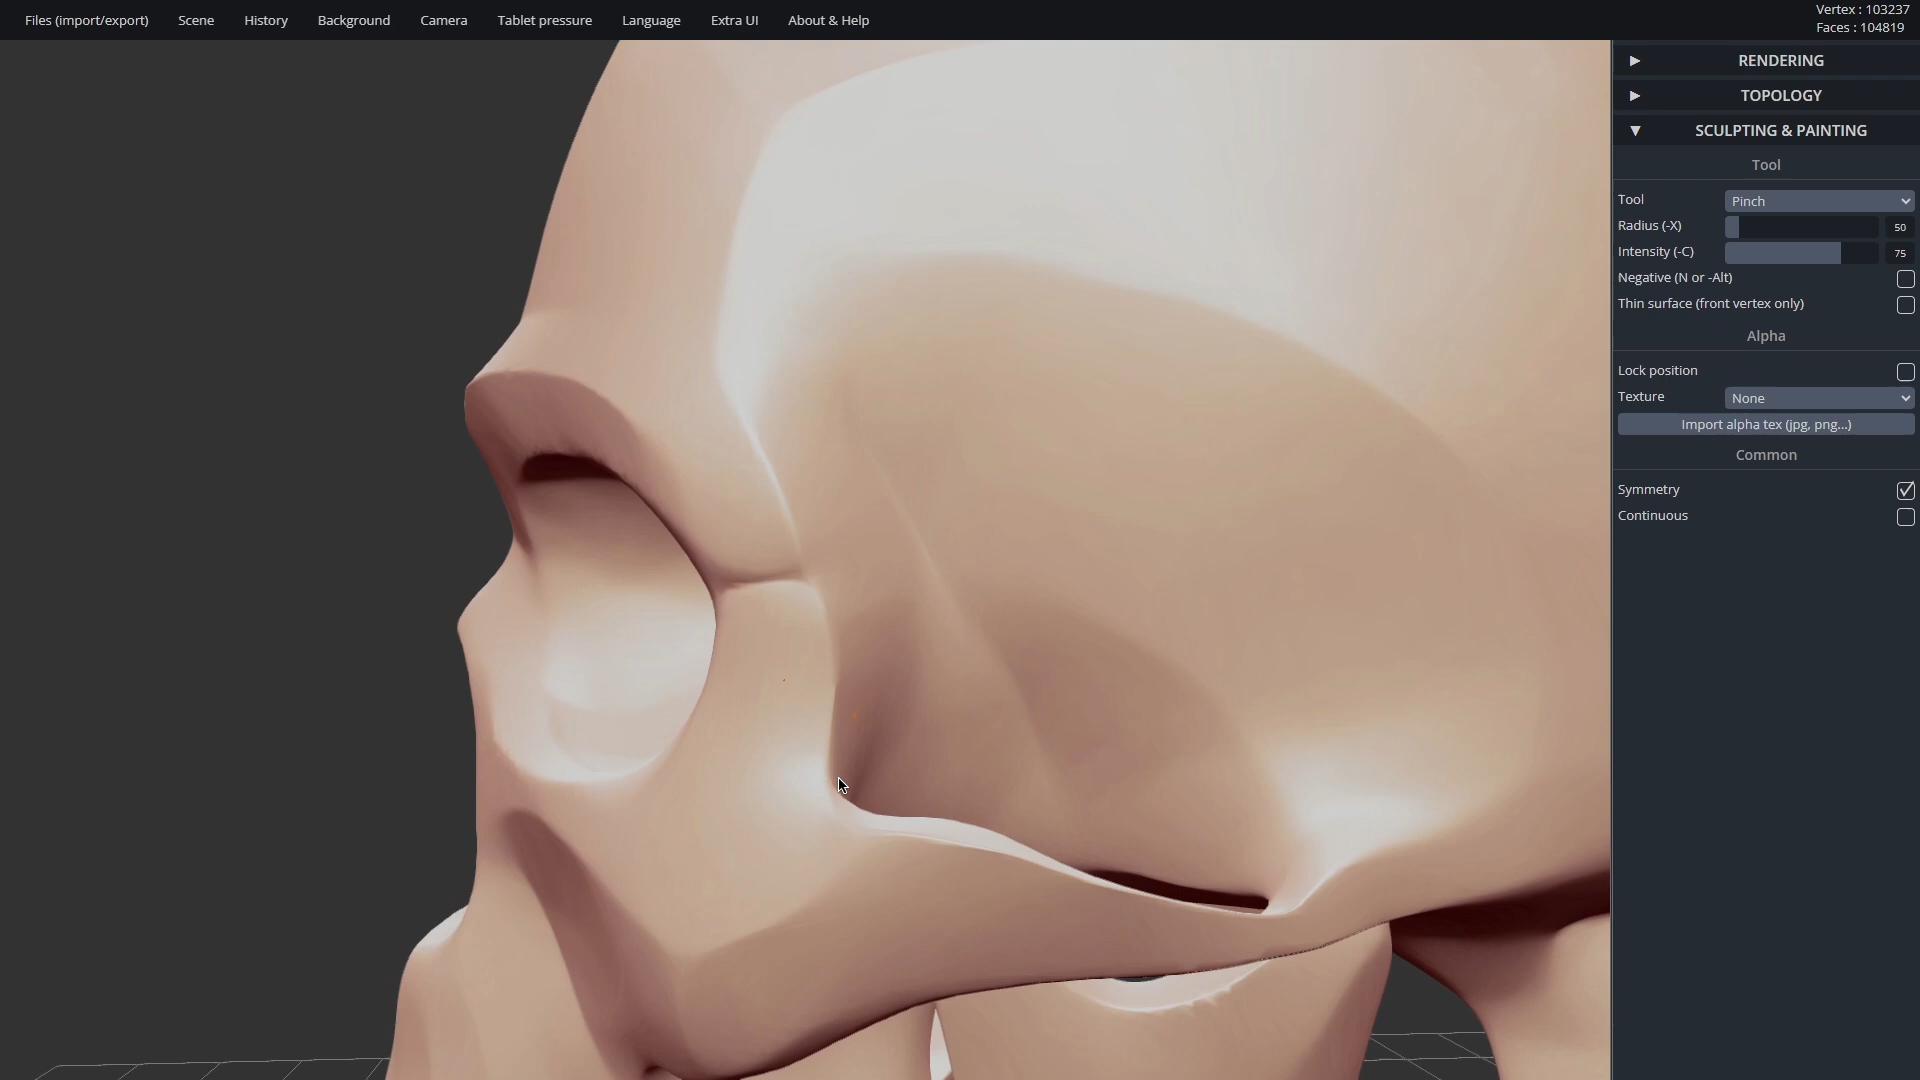 Files (import/export) Scene History Background Camera Tablet pressure Language Extra UI About & Help
Vertex : 103237
Faces : 104819
RENDERING
TOPOLOGY
SCULPTING & PAINTING
Tool
Tool Pinch
Radius (-X) 50
Intensity (-C) 75
Negative (N or -Alt)
Thin surface (front vertex only)
Alpha
Lock position
Texture None
Import alpha tex (jpg, png...)
Common
Symmetry
Continuous